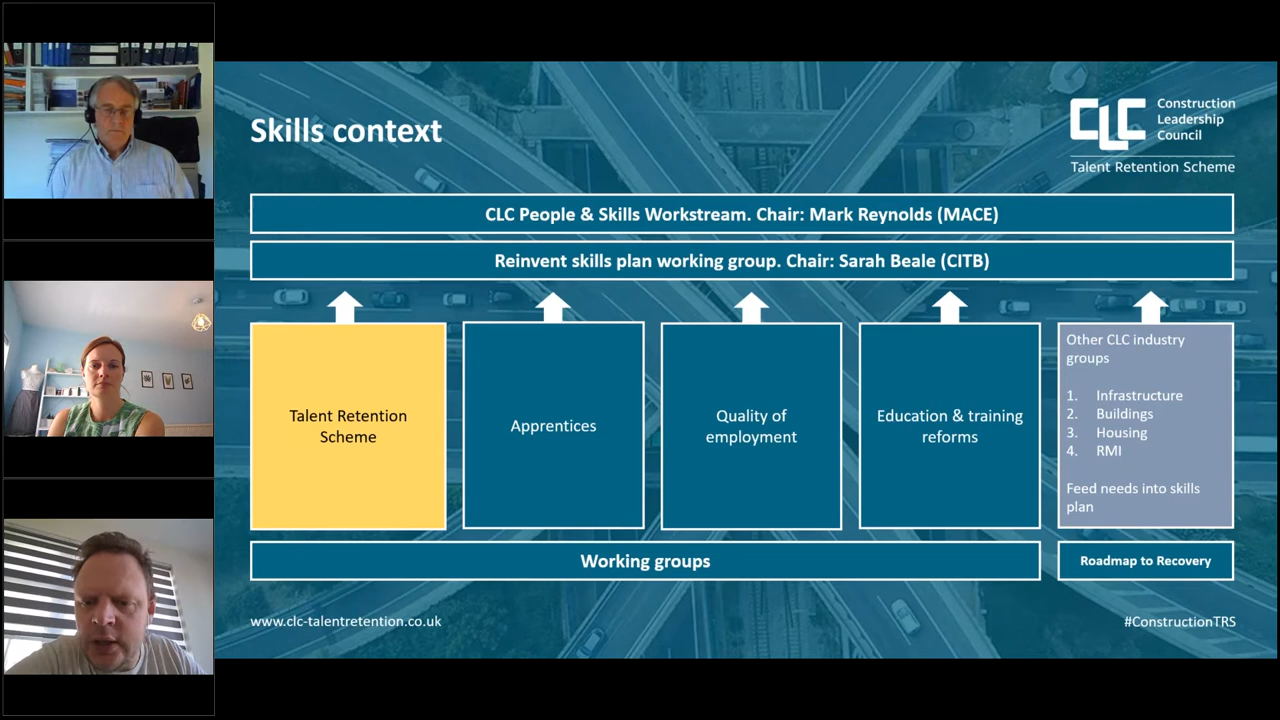 Skills context
CLC
Construction
Leadership
Council
Talent Retention Scheme
CLC People & Skills Workstream. Chair: Mark Reynolds (MACE)
Reinvent skills plan working group. Chair: Sarah Beale (CITB)
Talent Retention
Scheme
Apprentices
Quality of
employment
Education & training
reforms
Other CLC industry
groups
1. Infrastructure
2. Buildings
3. Housing
4. RMI
Feed needs into skills
plan
Working groups
Roadmap to Recovery
www.clc-talentretention.co.uk
#ConstructionTRS